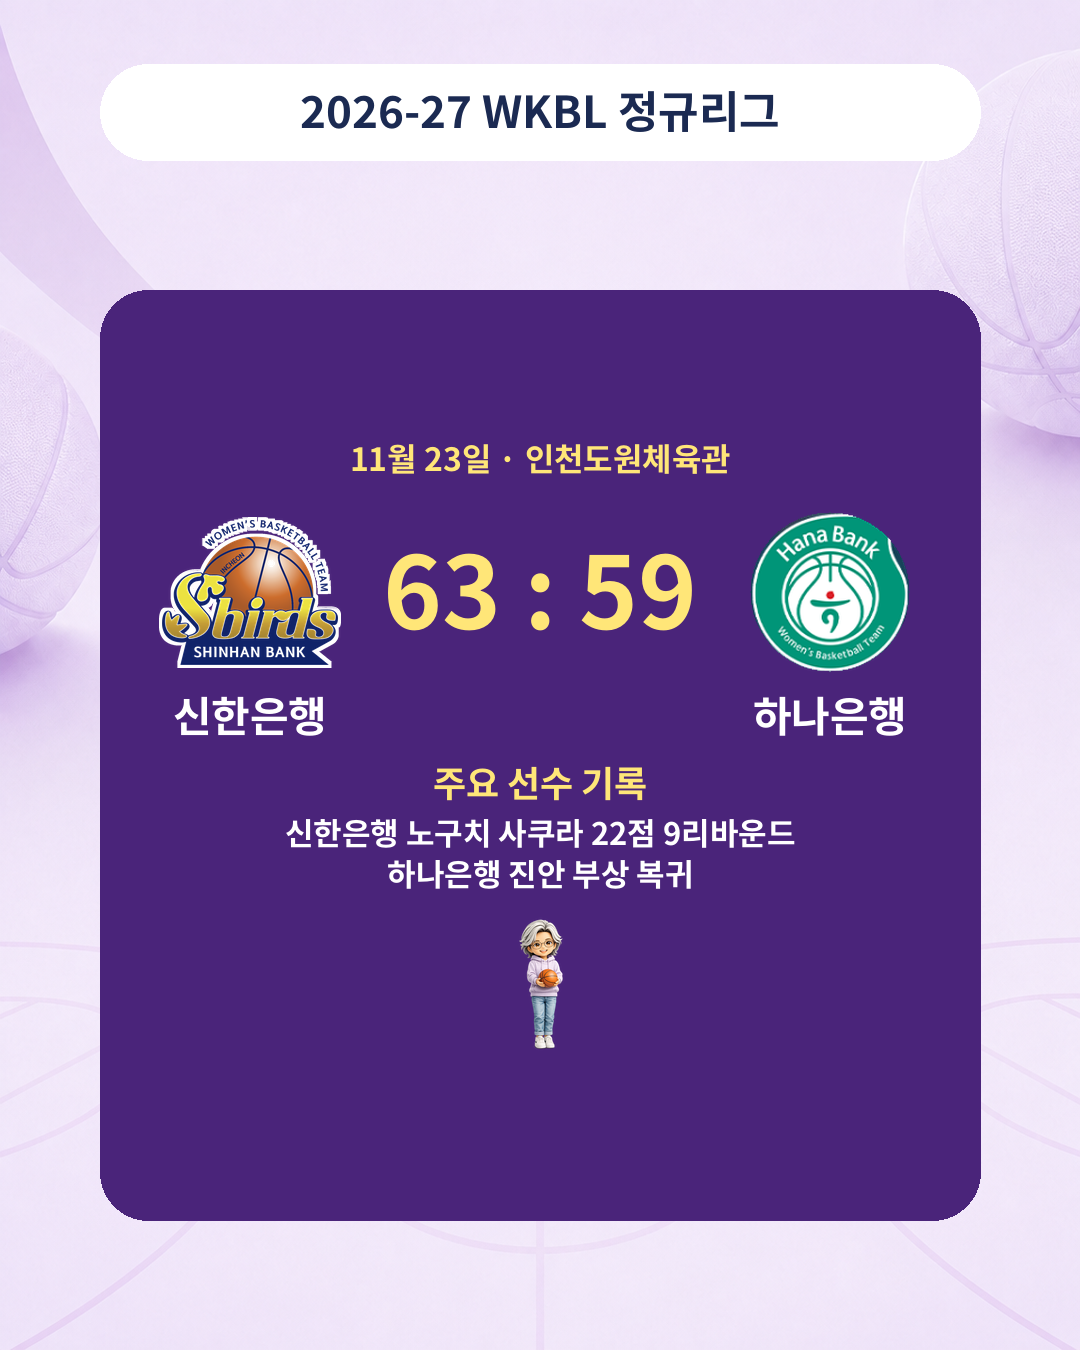 2026-27 WKBL 정규리그
11월 23일 · 인천도원체육관
WOMEN'S BASKETBALL TEAM
INCHEON
Sbirds
SHINHAN BANK
63 : 59
Hana Bank
Women's Basketball Team
신한은행
하나은행
주요 선수 기록
신한은행 노구치 사쿠라 22점 9리바운드
하나은행 진안 부상 복귀